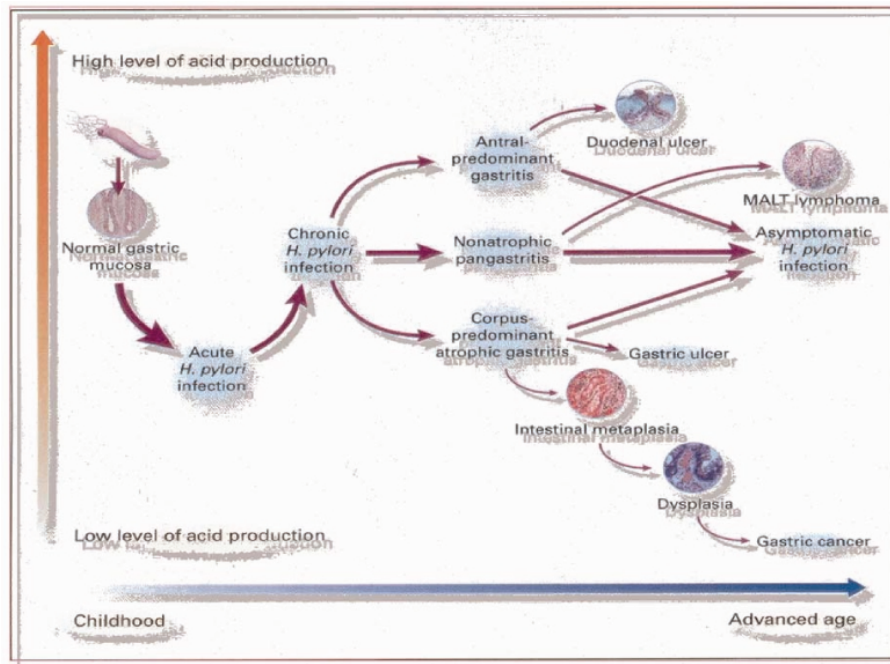 High level of acid production
Normal gastric
mucosa
Acute
H. pylori
infection
Chronic
H. pylori
infection
Antral-
predominant
gastritis
Nonatrophic
pangastritis
Corpus-
predominant
atrophic gastritis
Duodenal ulcer
MALT lymphoma
Asymptomatic
H. pylori
infection
Gastric ulcer
Intestinal metaplasia
Dysplasia
Gastric cancer
Low level of acid production
Childhood
Advanced age